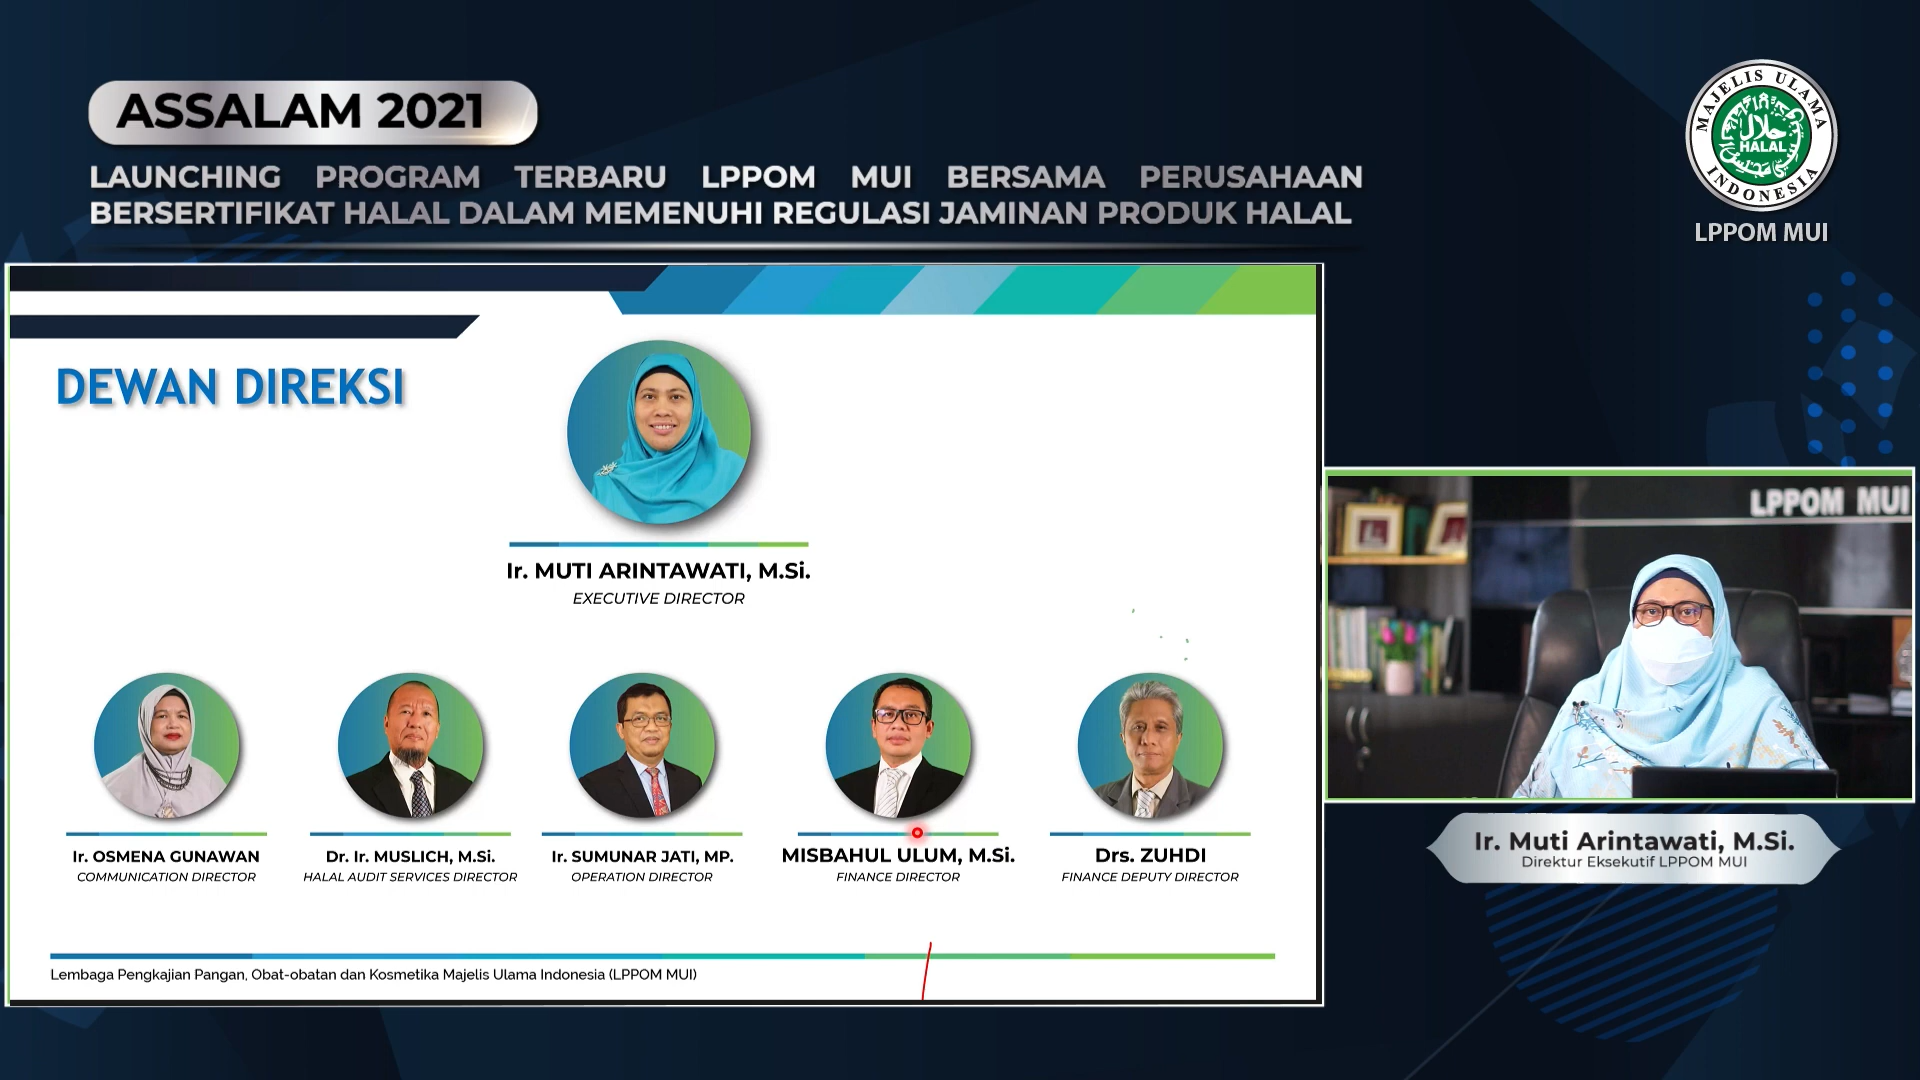 ASSALAM 2021
LAUNCHING PROGRAM TERBARU LPPOM MUI BERSAMA PERUSAHAAN
BERSERTIFIKAT HALAL DALAM MEMENUHI REGULASI JAMINAN PRODUK HALAL
MAJELIS ULAMA
حلال
HALAL
INDONESIA
LPPOM MUI
DEWAN DIREKSI
Ir. MUTI ARINTAWATI, M.Si.
EXECUTIVE DIRECTOR
Ir. OSMENA GUNAWAN
COMMUNICATION DIRECTOR
Dr. Ir. MUSLICH, M.Si.
HALAL AUDIT SERVICES DIRECTOR
Ir. SUMUNAR JATI, MP.
OPERATION DIRECTOR
MISBAHUL ULUM, M.Si.
FINANCE DIRECTOR
Drs. ZUHDI
FINANCE DEPUTY DIRECTOR
Lembaga Pengkajian Pangan, Obat-obatan dan Kosmetika Majelis Ulama Indonesia (LPPOM MUI)
LPPOM MUI
Ir. Muti Arintawati, M.Si.
Direktur Eksekutif LPPOM MUI